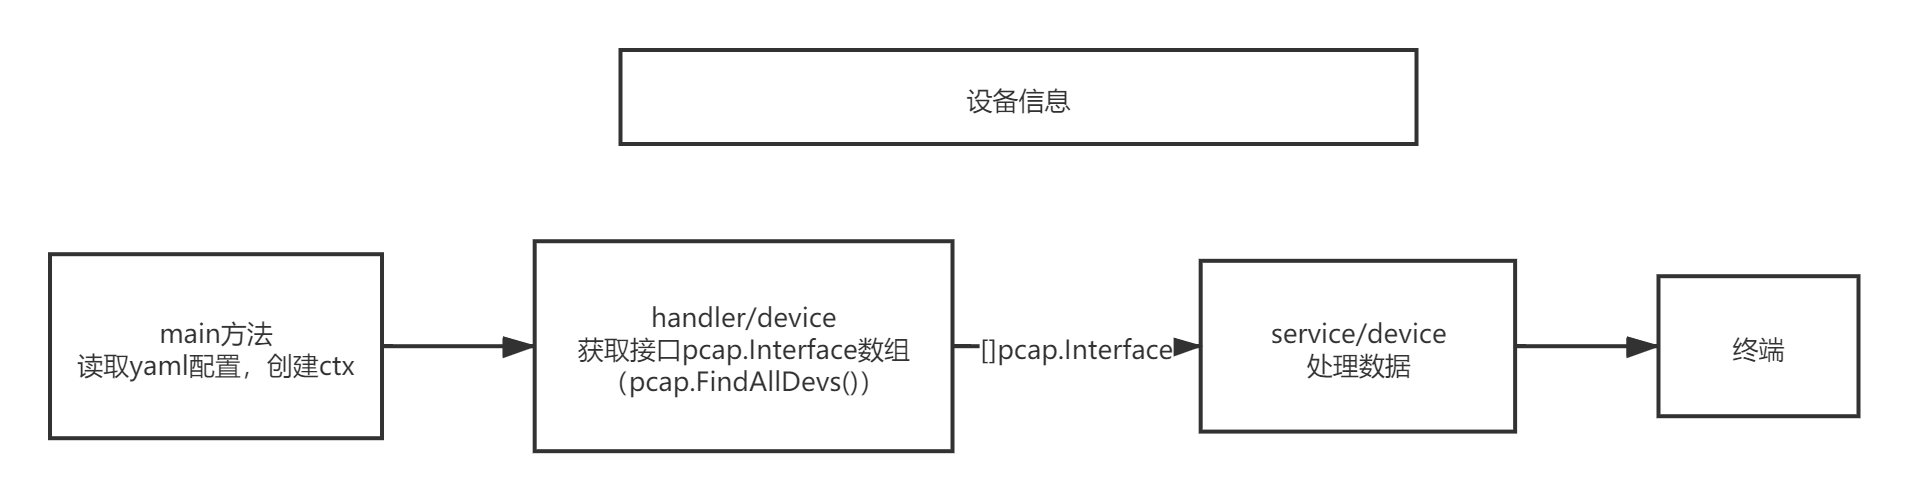 设备信息
main方法
读取yaml配置，创建ctx
handler/device
获取接口pcap.Interface数组
（pcap.FindAllDevs()）
[]pcap.Interface
service/device
处理数据
终端